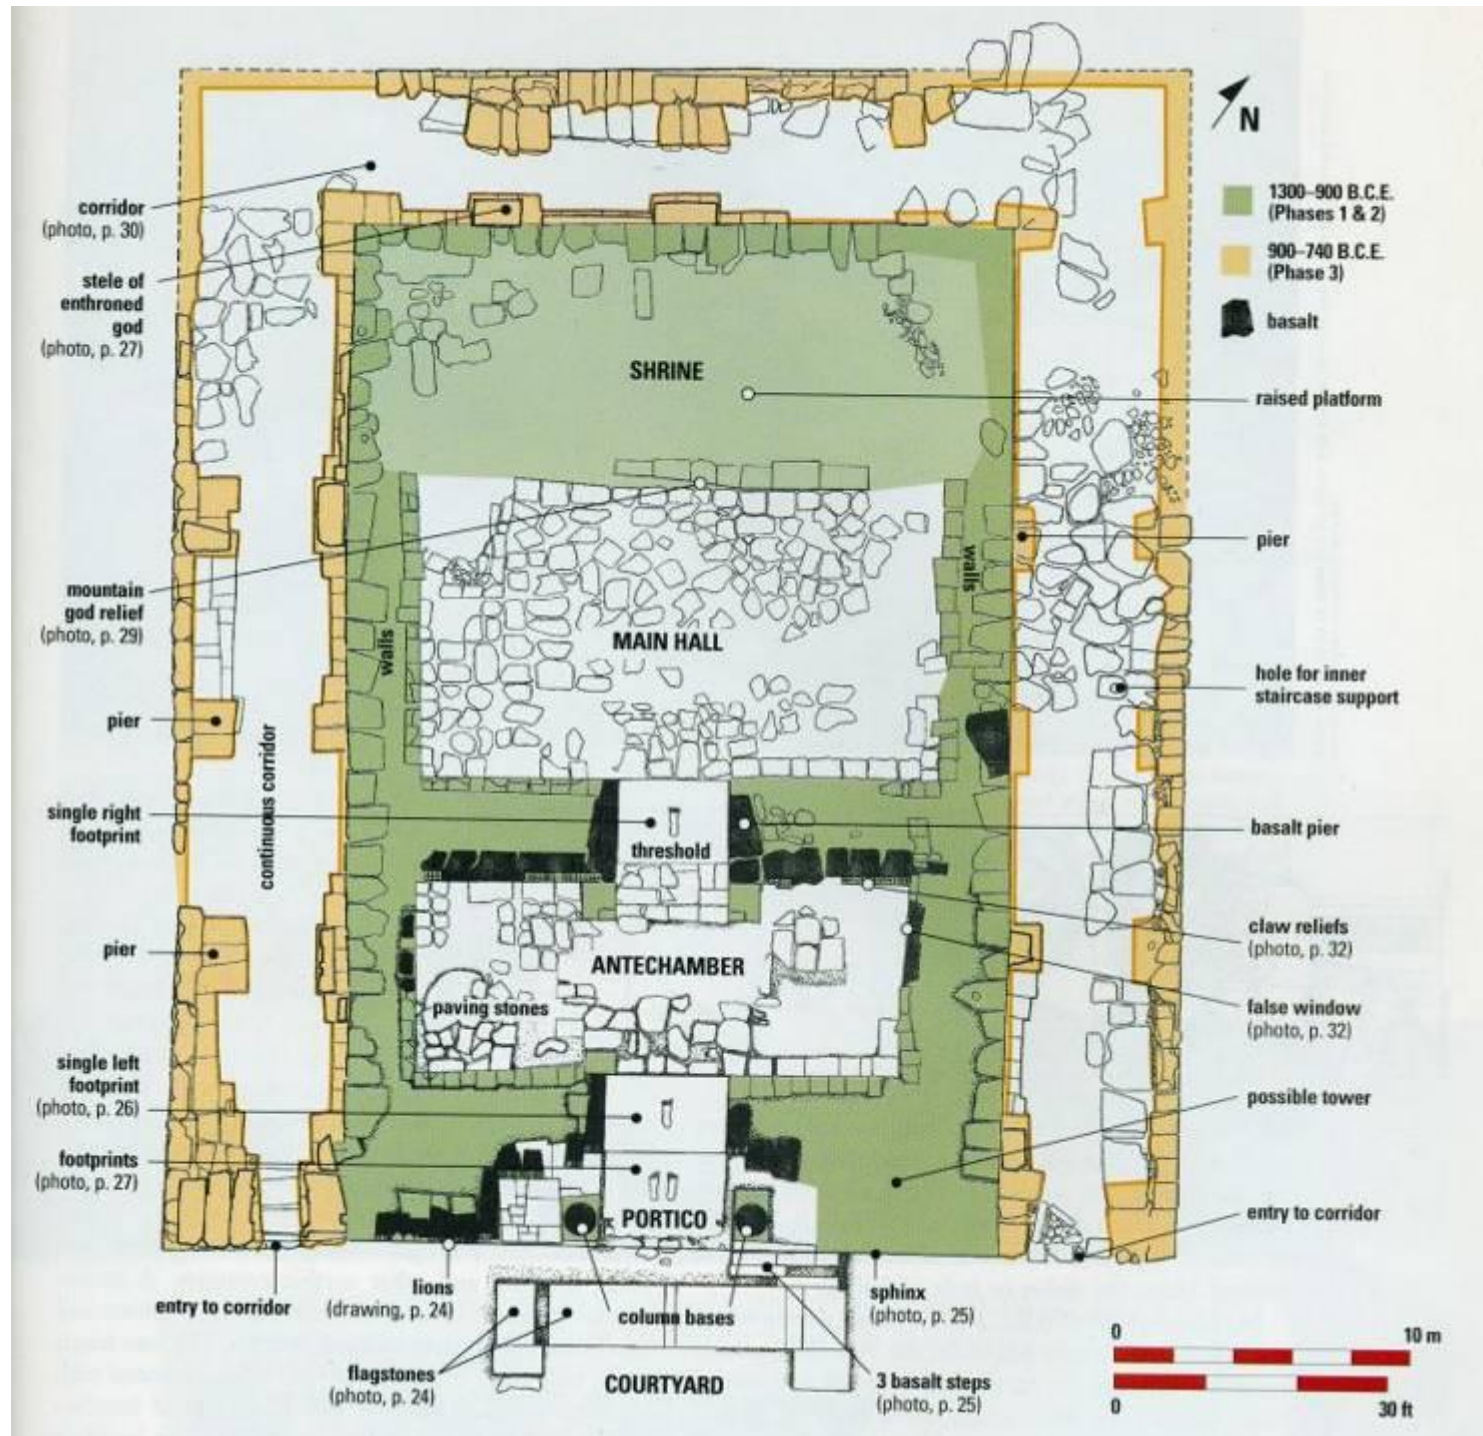 N
1300–900 B.C.E.
(Phases 1 & 2)
900–740 B.C.E.
(Phase 3)
basalt
corridor
(photo, p. 30)
stele of
enthroned
god
(photo, p. 27)
SHRINE
raised platform
pier
mountain
god relief
(photo, p. 29)
walls
walls
MAIN HALL
hole for inner
staircase support
pier
continuous corridor
single right
footprint
threshold
basalt pier
pier
ANTECHAMBER
claw reliefs
(photo, p. 32)
paving stones
false window
(photo, p. 32)
single left
footprint
(photo, p. 26)
possible tower
footprints
(photo, p. 27)
PORTICO
entry to corridor
entry to corridor
lions
(drawing, p. 24)
column bases
sphinx
(photo, p. 25)
flagstones
(photo, p. 24)
COURTYARD
3 basalt steps
(photo, p. 25)
0
10 m
0
30 ft